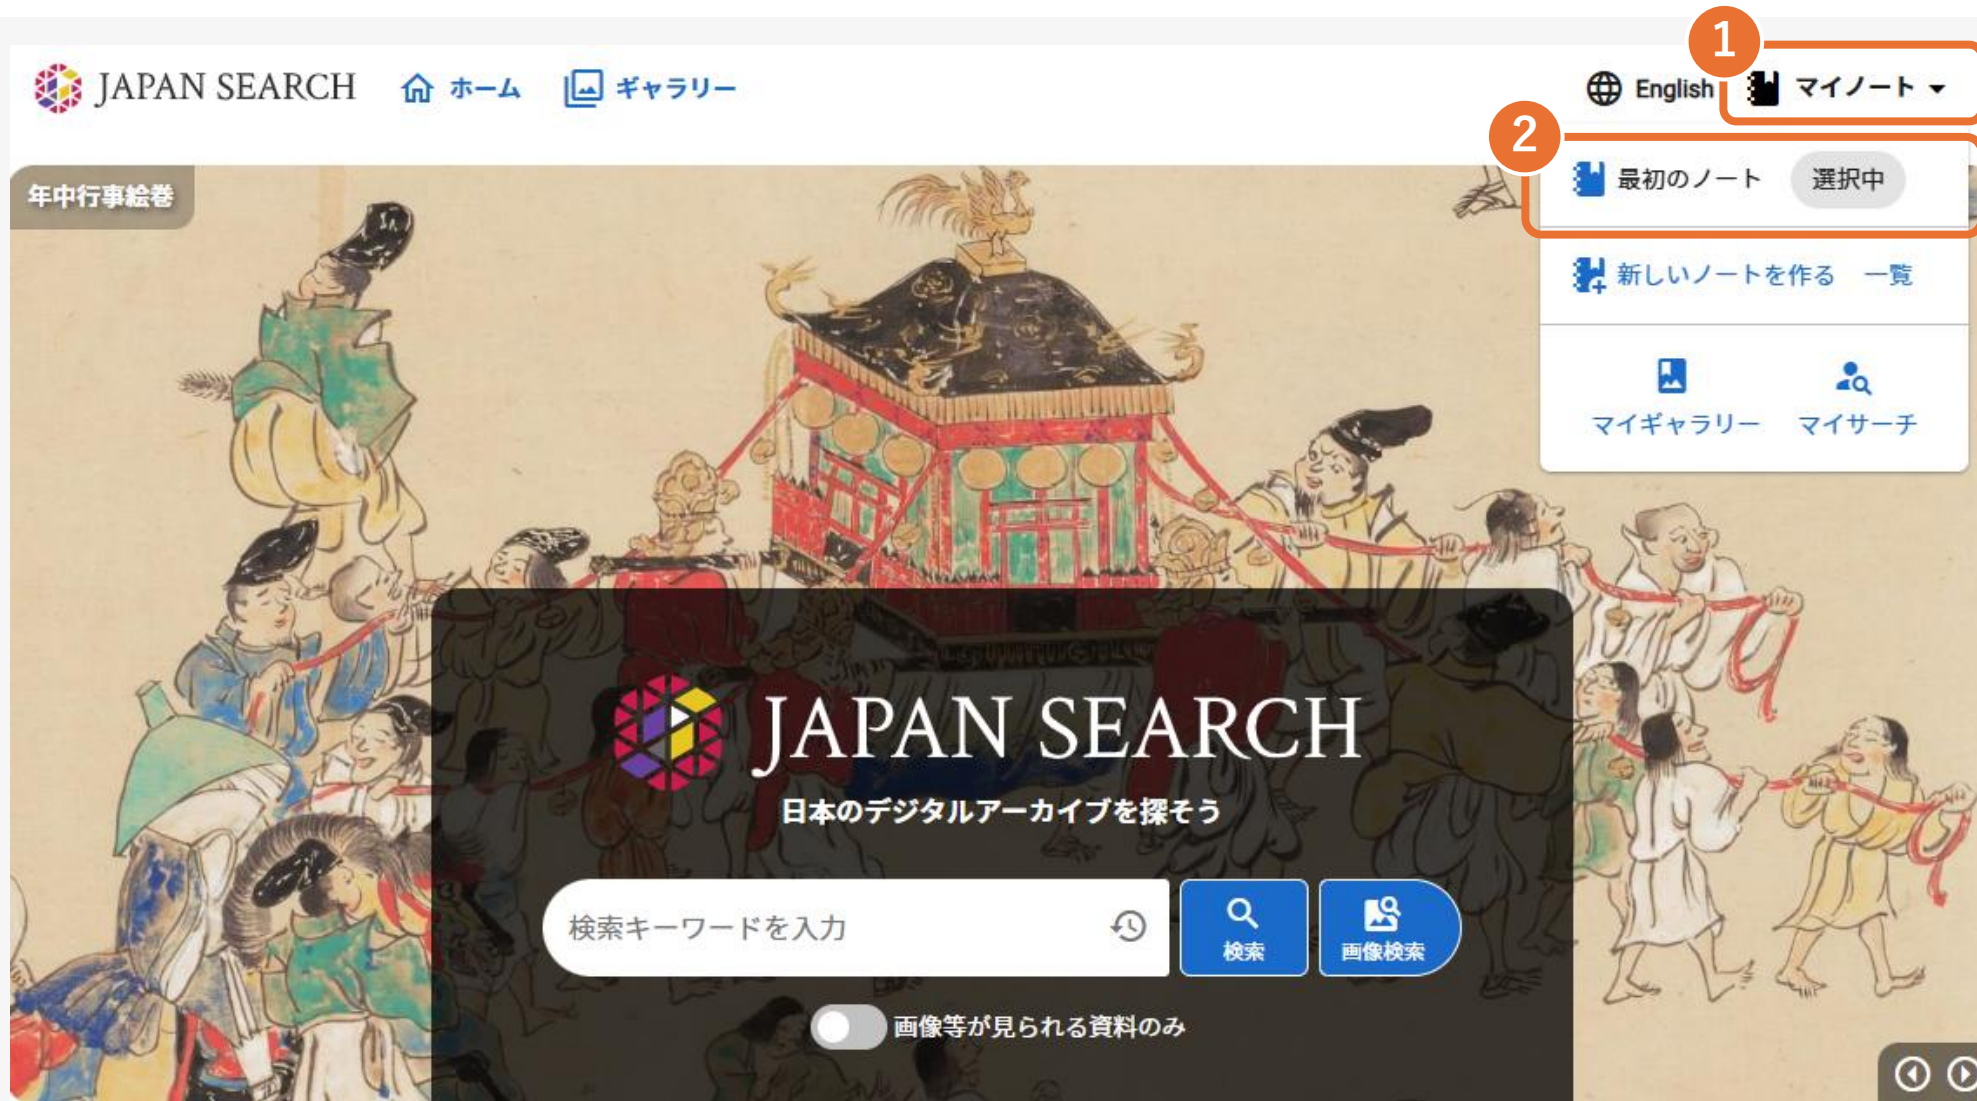 1
JAPAN SEARCH ホーム ギャラリー English マイノート
2
年中行事絵巻
最初のノート 選択中
新しいノートを作る 一覧
マイギャラリー マイサーチ
JAPAN SEARCH
日本のデジタルアーカイブを探そう
検索キーワードを入力
検索
画像検索
画像等が見られる資料のみ